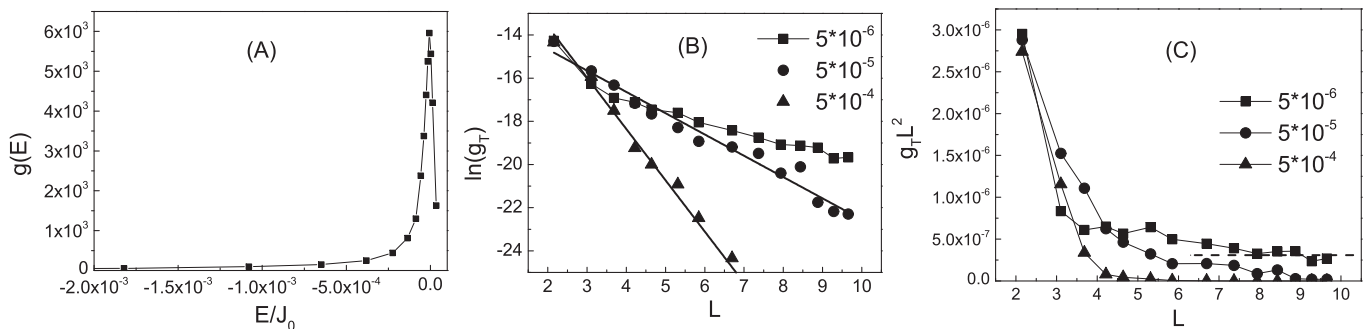 (A)
g(E)
6x10³
5x10³
4x10³
3x10³
2x10³
1x10³
0
-2.0x10⁻³
-1.5x10⁻³
-1.0x10⁻³
-5.0x10⁻⁴
0.0
E/J₀
(B)
ln(g_T)
5*10⁻⁶
5*10⁻⁵
5*10⁻⁴
-14
-16
-18
-20
-22
-24
2 3 4 5 6 7 8 9 10
L
(C)
g_TL²
5*10⁻⁶
5*10⁻⁵
5*10⁻⁴
3.0x10⁻⁶
2.5x10⁻⁶
2.0x10⁻⁶
1.5x10⁻⁶
1.0x10⁻⁶
5.0x10⁻⁷
0.0
2 3 4 5 6 7 8 9 10
L